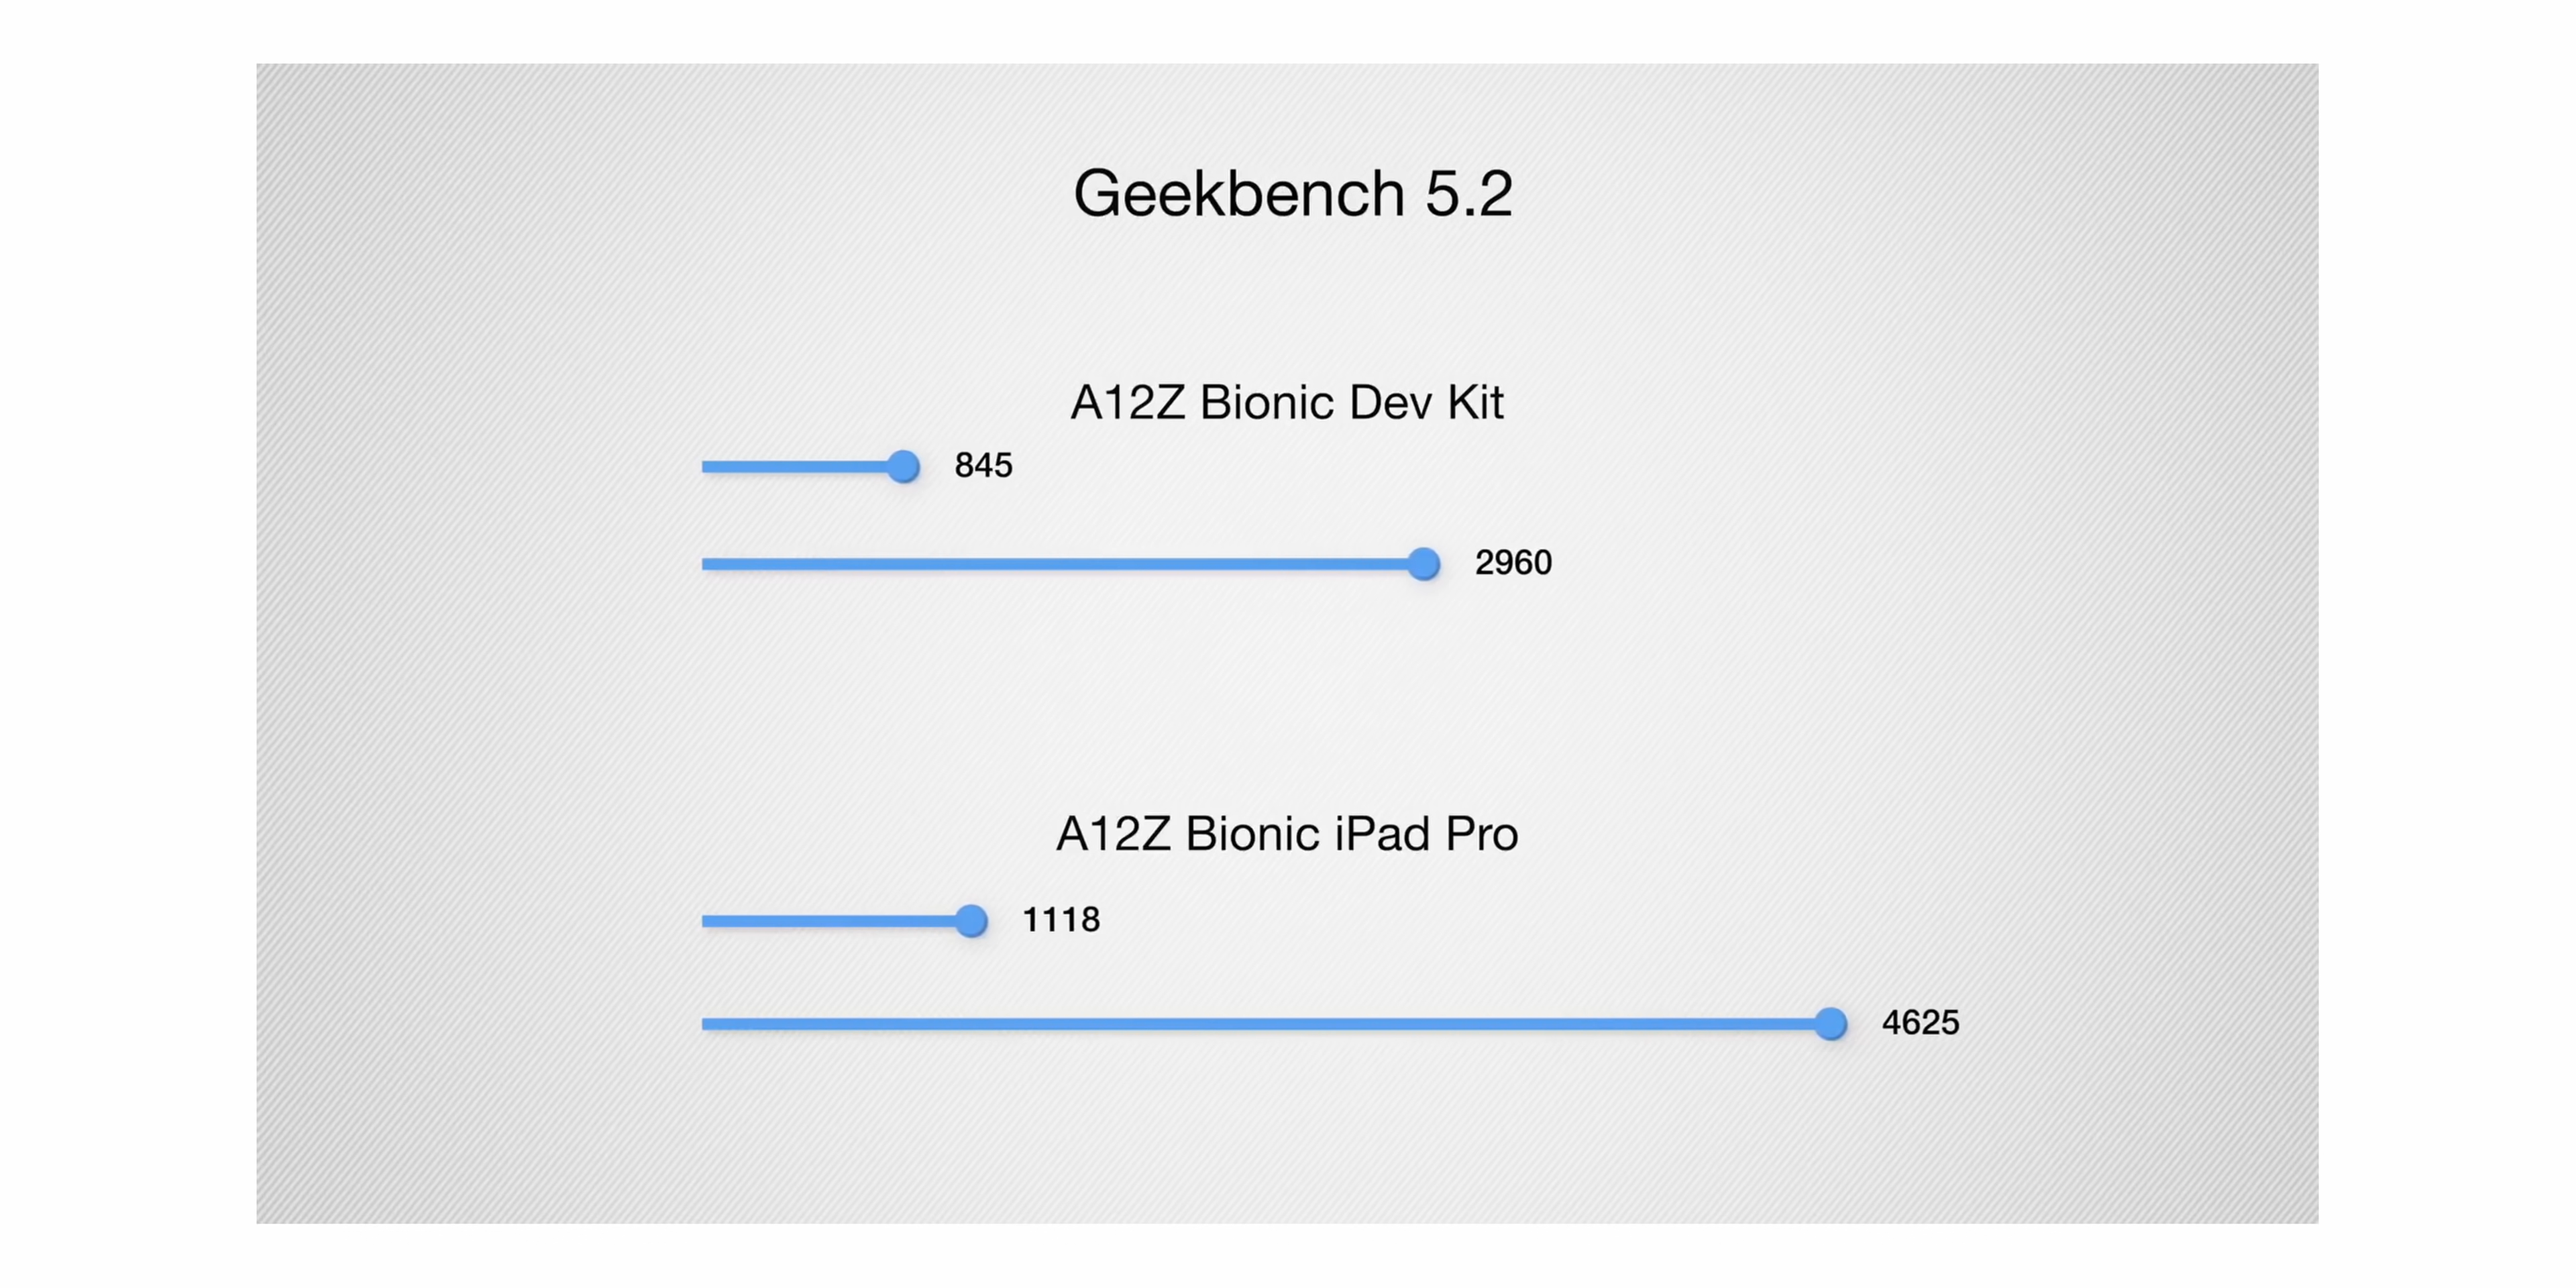 Geekbench 5.2
A12Z Bionic Dev Kit
845
2960
A12Z Bionic iPad Pro
1118
4625